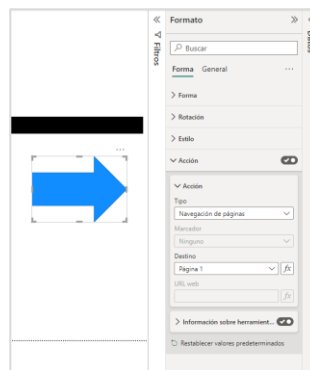 Formato
Filtros
Buscar
Forma General
Forma
Rotación
Estilo
Acción
Acción
Tipo
Navegación de páginas
Marcador
Ninguno
Destino
Página 1
fx
URL web
fx
Información sobre herramient...
Restablecer valores predeterminados